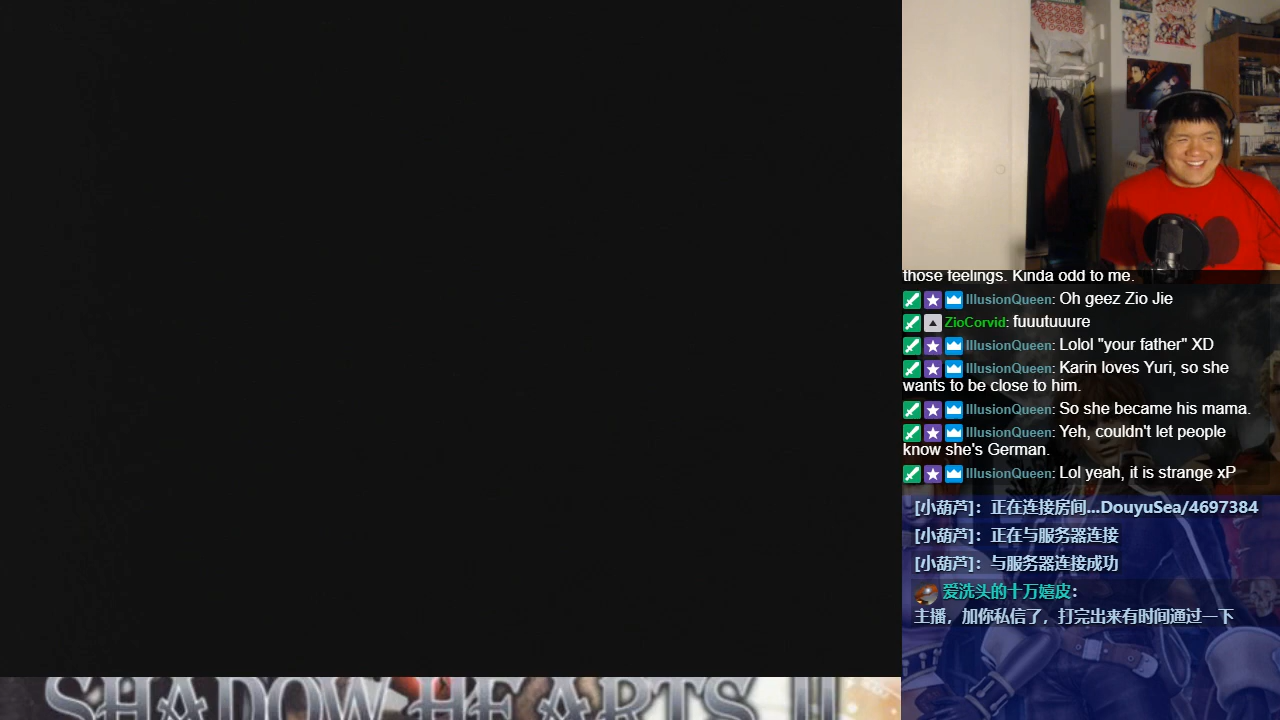 those feelings. Kinda odd to me.
IllusionQueen: Oh geez Zio Jie
ZioCorvid: fuuutuuure
IllusionQueen: Lolol "your father" XD
IllusionQueen: Karin loves Yuri, so she
wants to be close to him.
IllusionQueen: So she became his mama.
IllusionQueen: Yeh, couldn't let people
know she's German.
IllusionQueen: Lol yeah, it is strange xP
[小葫芦]：正在连接房间...DouyuSea/4697384
[小葫芦]：正在与服务器连接
[小葫芦]：与服务器连接成功
爱洗头的十万嬉皮：
主播，加你私信了，打完出来有时间通过一下
SHADOW HEARTS II